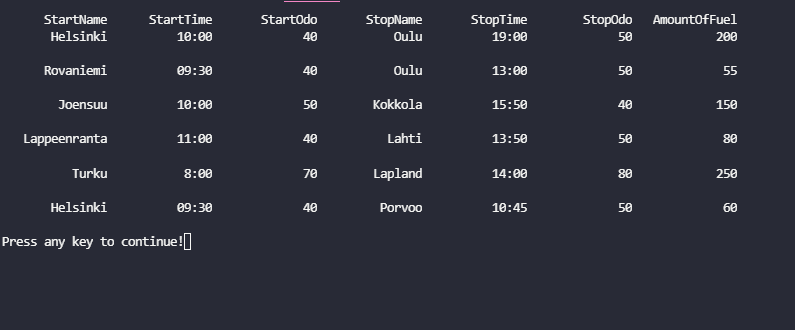 StartName StartTime StartOdo StopName StopTime StopOdo AmountOfFuel
Helsinki 10:00 40 Oulu 19:00 50 200
Rovaniemi 09:30 40 Oulu 13:00 50 55
Joensuu 10:00 50 Kokkola 15:50 40 150
Lappeenranta 11:00 40 Lahti 13:50 50 80
Turku 8:00 70 Lapland 14:00 80 250
Helsinki 09:30 40 Porvoo 10:45 50 60
Press any key to continue!